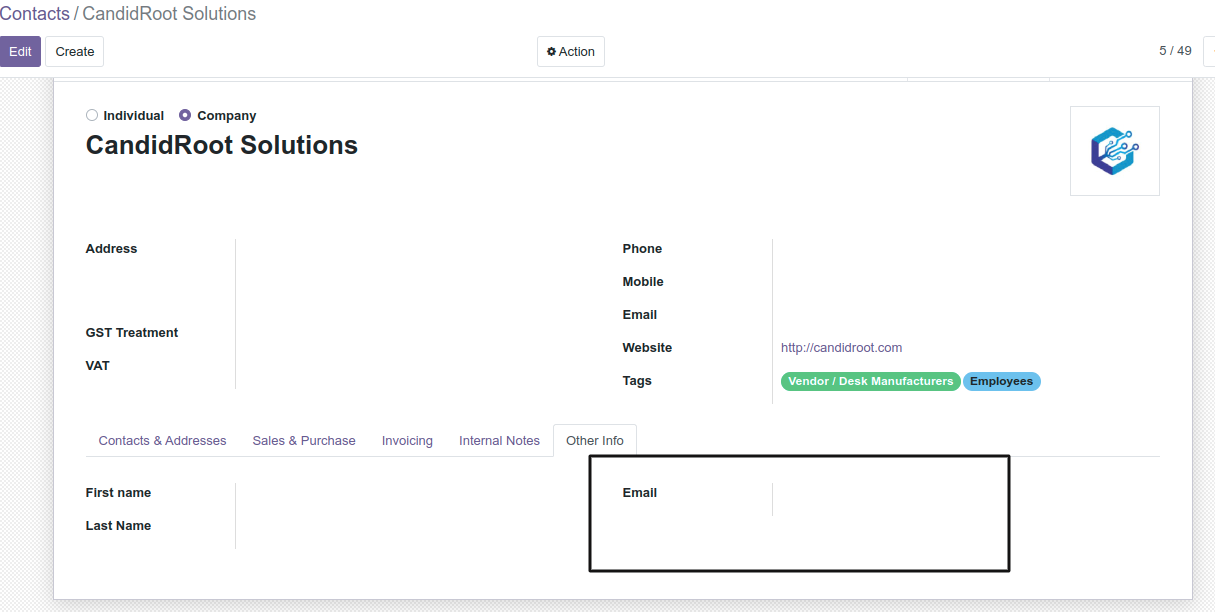 Contacts / CandidRoot Solutions
Edit Create Action 5 / 49
Individual Company
CandidRoot Solutions
Address
GST Treatment
VAT
Phone
Mobile
Email
Website http://candidroot.com
Tags Vendor / Desk Manufacturers Employees
Contacts & Addresses Sales & Purchase Invoicing Internal Notes Other Info
First name
Last Name
Email